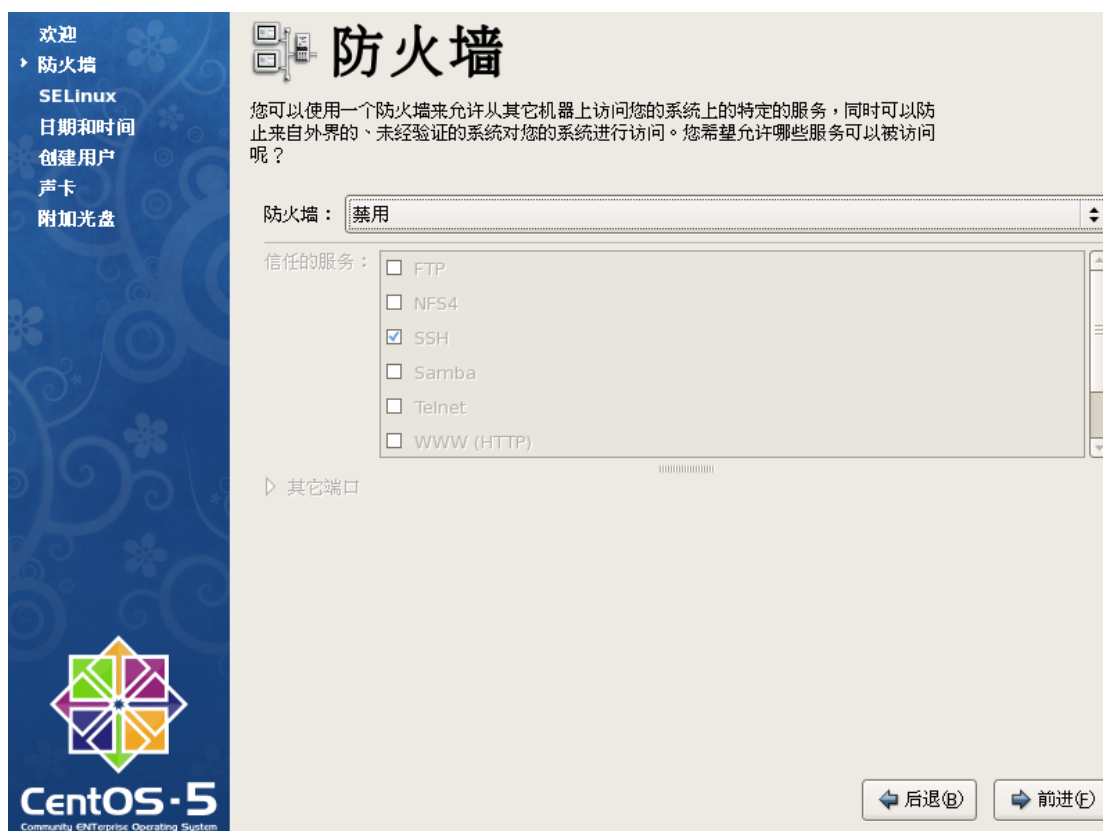 欢迎
防火墙
SELinux
日期和时间
创建用户
声卡
附加光盘
防火墙
您可以使用一个防火墙来允许从其它机器上访问您的系统上的特定的服务，同时可以防
止来自外界的、未经验证的系统对您的系统进行访问。您希望允许哪些服务可以被访问
呢？
防火墙：
禁用
信任的服务：
FTP
NFS4
SSH
Samba
Telnet
WWW (HTTP)
其它端口
后退(B)
前进(F)
CentOS-5
Community ENTerprise Operating System